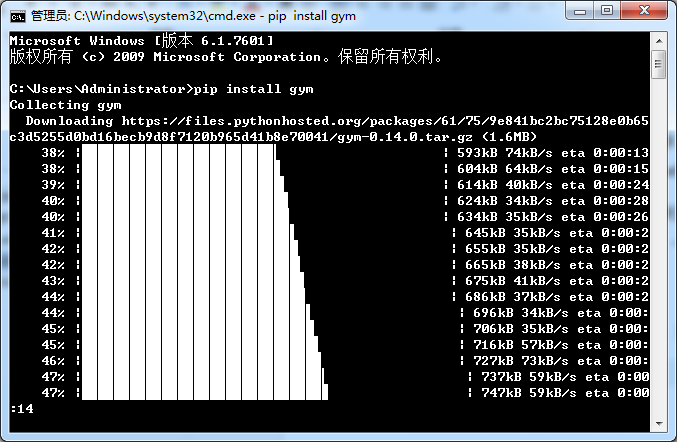 管理员: C:\Windows\system32\cmd.exe - pip  install gym
Microsoft Windows [版本 6.1.7601]
版权所有 (c) 2009 Microsoft Corporation。保留所有权利。
C:\Users\Administrator>pip install gym
Collecting gym
  Downloading https://files.pythonhosted.org/packages/61/75/9e841bc2bc75128e0b65
c3d5255d0bd16becb9d8f7120b965d41b8e70041/gym-0.14.0.tar.gz (1.6MB)
38% | | 593kB 74kB/s eta 0:00:13
38% | | 604kB 64kB/s eta 0:00:15
39% | | 614kB 40kB/s eta 0:00:24
40% | | 624kB 34kB/s eta 0:00:28
40% | | 634kB 35kB/s eta 0:00:26
41% | | 645kB 35kB/s eta 0:00:2
42% | | 655kB 35kB/s eta 0:00:2
42% | | 665kB 38kB/s eta 0:00:2
43% | | 675kB 41kB/s eta 0:00:2
44% | | 686kB 37kB/s eta 0:00:2
44% | | 696kB 34kB/s eta 0:00:
45% | | 706kB 35kB/s eta 0:00:
45% | | 716kB 57kB/s eta 0:00:
46% | | 727kB 73kB/s eta 0:00:
47% | | 737kB 59kB/s eta 0:00
47% | | 747kB 59kB/s eta 0:00
:14